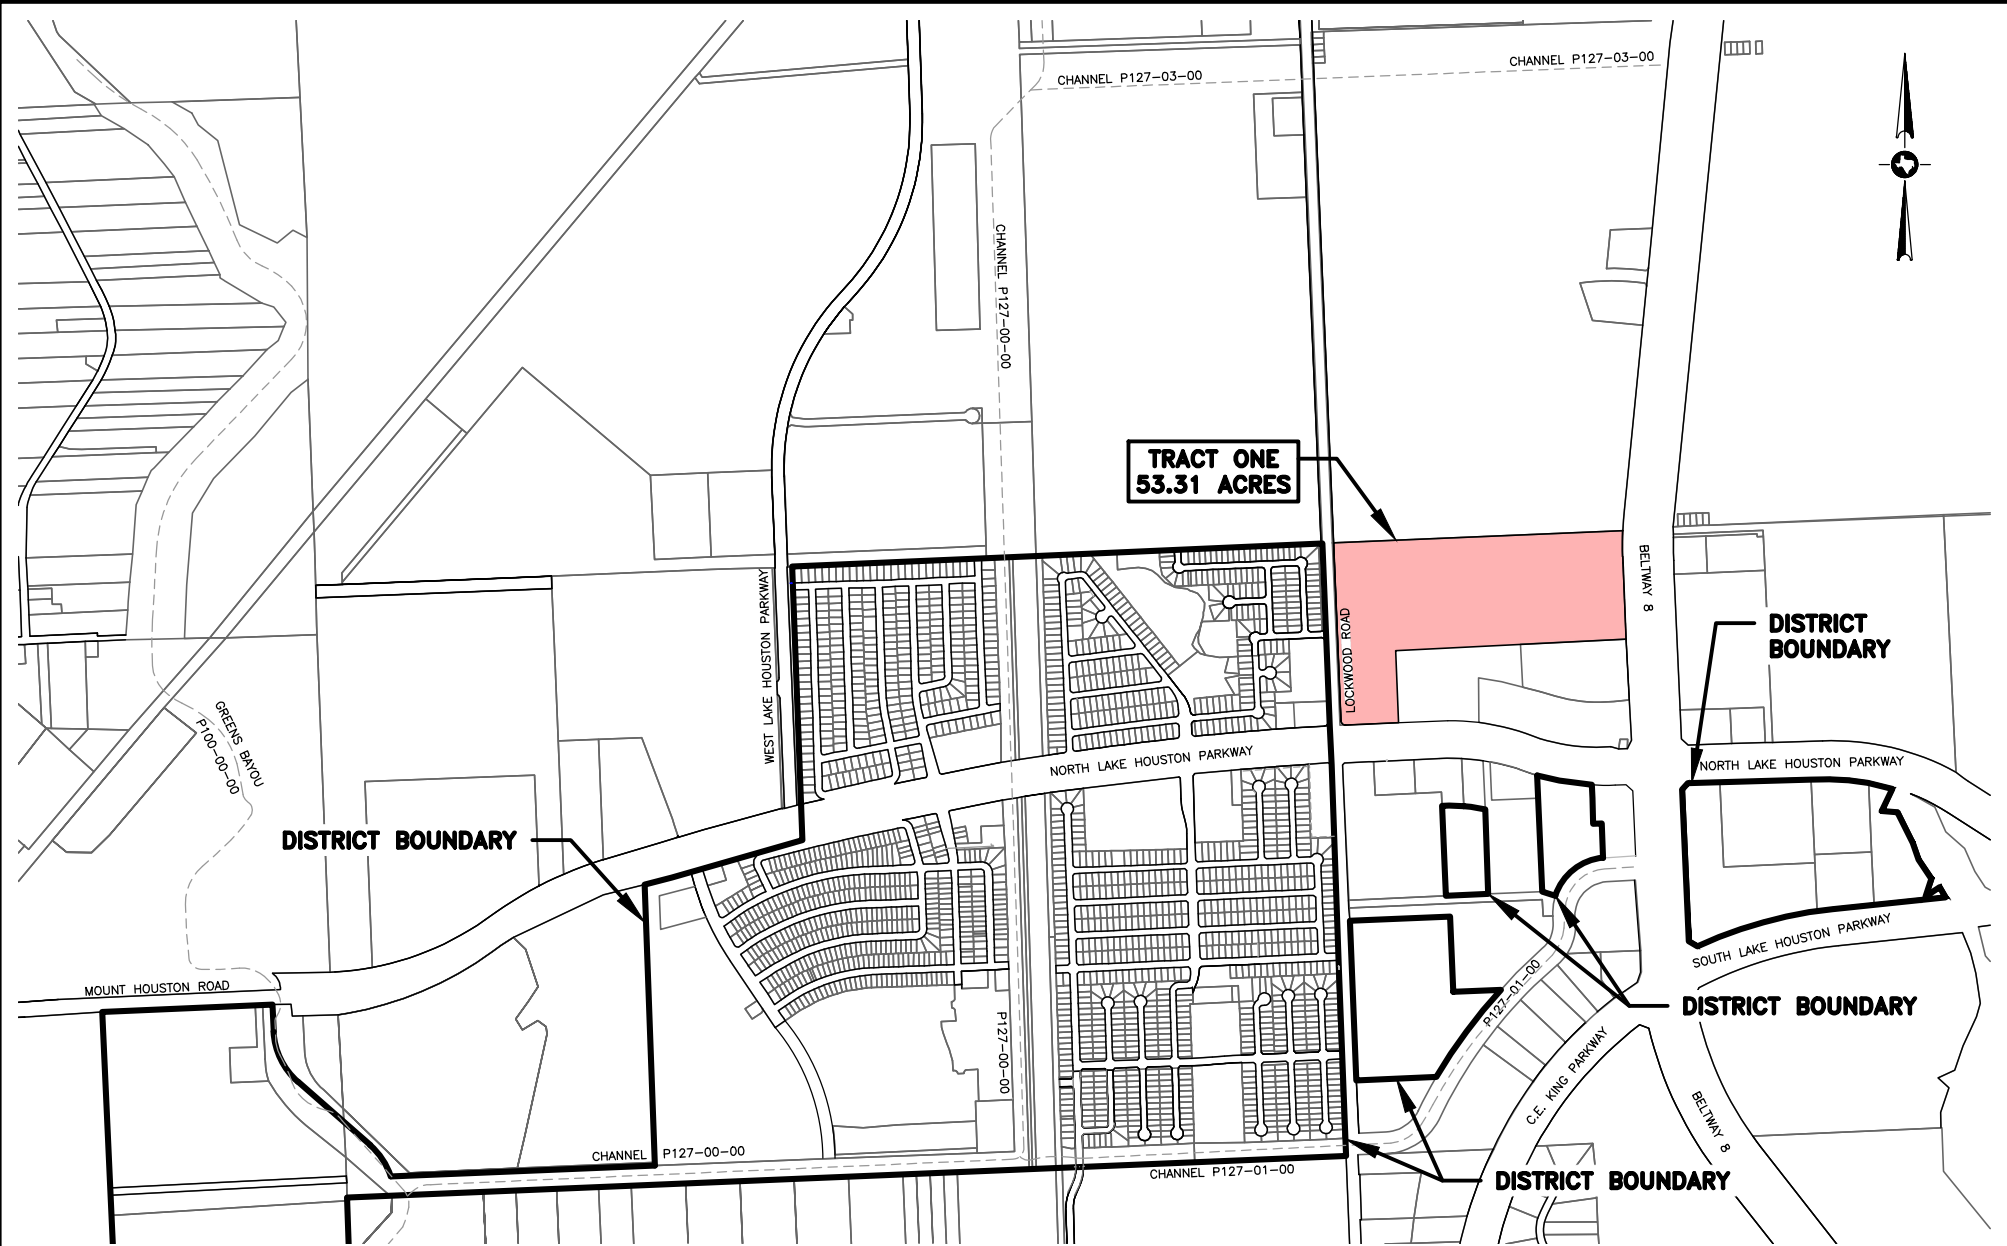 CHANNEL P127-03-00
CHANNEL P127-03-00
CHANNEL P127-00-00
TRACT ONE
53.31 ACRES
BELTWAY 8
WEST LAKE HOUSTON PARKWAY
LOCKWOOD ROAD
DISTRICT
BOUNDARY
GREENS BAYOU
P100-00-00
NORTH LAKE HOUSTON PARKWAY
NORTH LAKE HOUSTON PARKWAY
DISTRICT BOUNDARY
SOUTH LAKE HOUSTON PARKWAY
MOUNT HOUSTON ROAD
P127-01-00
DISTRICT BOUNDARY
P127-00-00
C.E. KING PARKWAY
BELTWAY 8
CHANNEL P127-00-00
CHANNEL P127-01-00
DISTRICT BOUNDARY